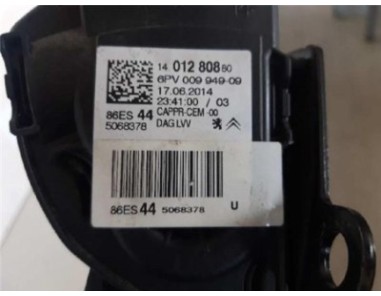 14 012 808 80
6PV 009 949-09
17.06.2014
23:41:00 / 03
86ES 44 CAPPR-CEM -00
5068378 DAG LVV
86ES 44 5068378 U